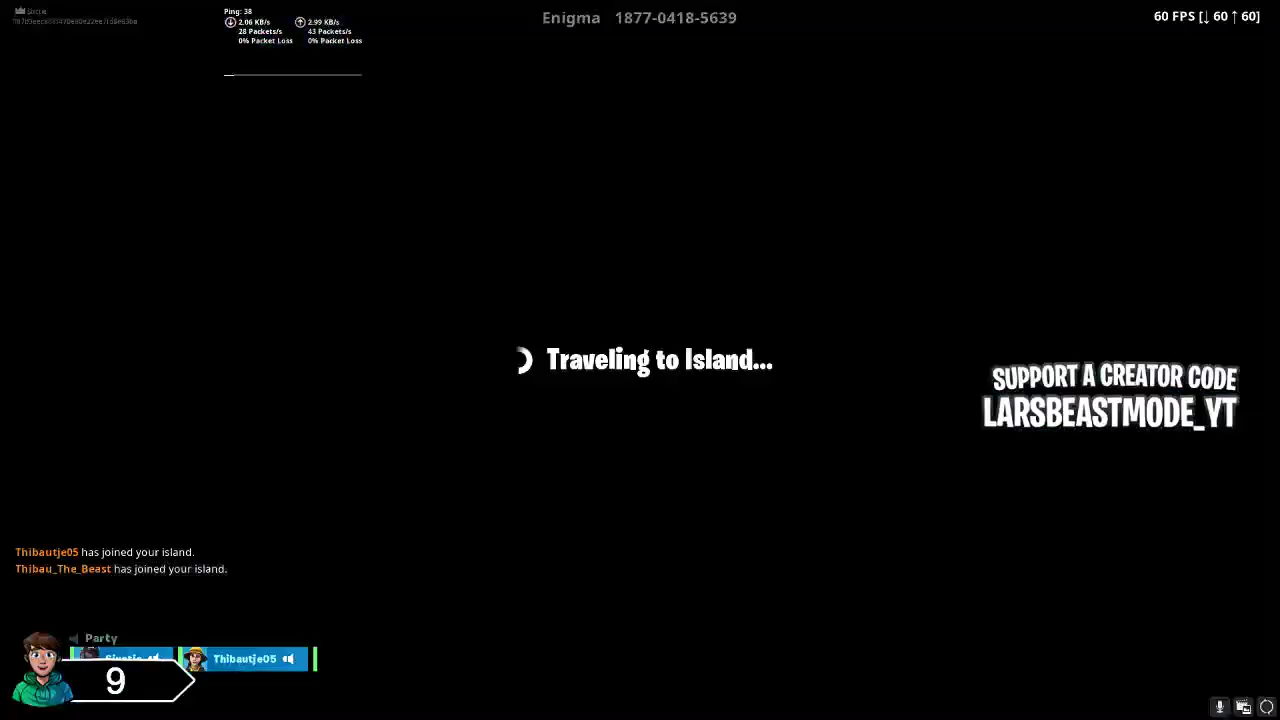 Ping: 38
2.06 KB/s 2.99 KB/s
28 Packets/s 43 Packets/s
0% Packet Loss 0% Packet Loss
Enigma 1877-0418-5639
60 FPS [↓ 60 ↑ 60]
Traveling to Island...
SUPPORT A CREATOR CODE
LARSBEASTMODE_YT
Thibautje05 has joined your island.
Thibau_The_Beast has joined your island.
Party
Thibautje05
9